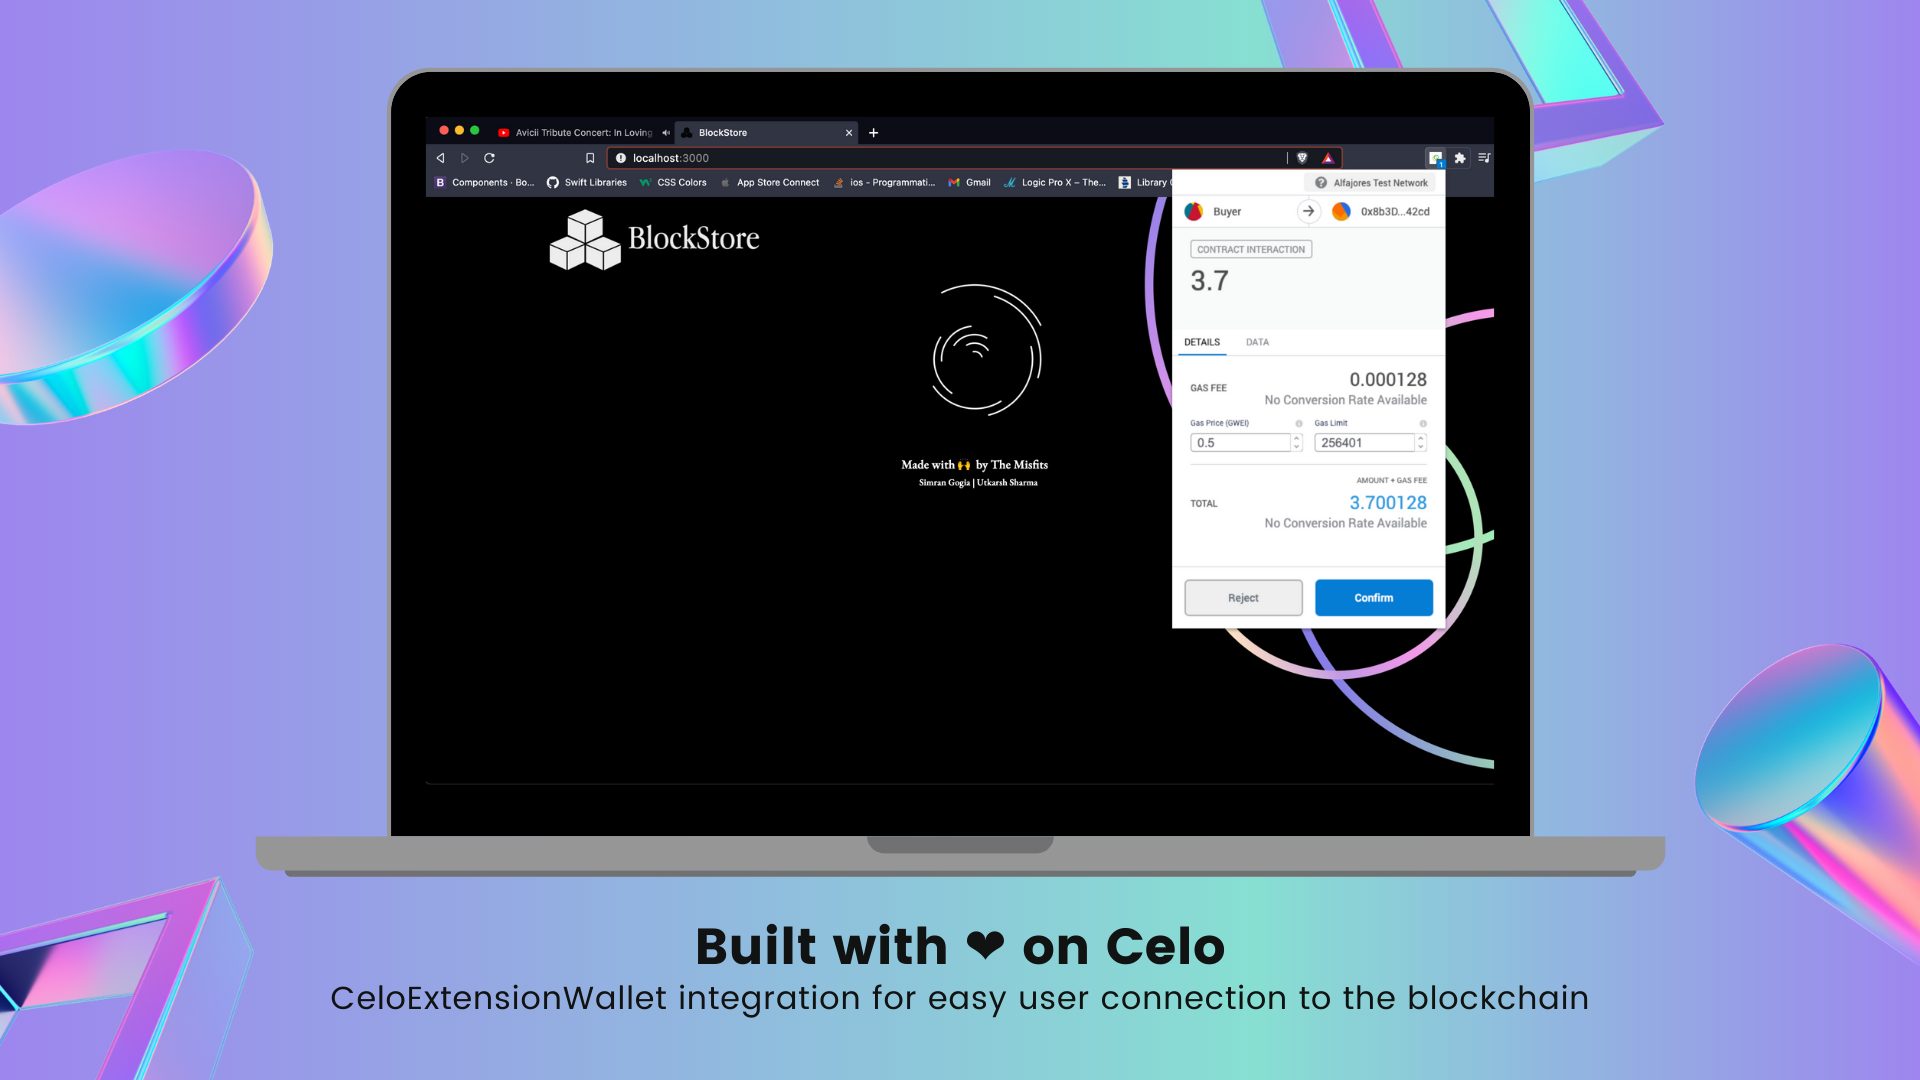 Avicii Tribute Concert: In Loving
BlockStore
localhost:3000
B Components · Bo...
Swift Libraries
CSS Colors
App Store Connect
ios - Programmati...
Gmail
Logic Pro X – The...
Library
Alfajores Test Network
Buyer
0x8b3D...42cd
BlockStore
CONTRACT INTERACTION
3.7
DETAILS
DATA
GAS FEE
0.000128
No Conversion Rate Available
Gas Price (GWEI)
Gas Limit
0.5
256401
AMOUNT + GAS FEE
TOTAL
3.700128
No Conversion Rate Available
Reject
Confirm
Made with 🙌 by The Misfits
Simran Gogia | Utkarsh Sharma
Built with ❤ on Celo
CeloExtensionWallet integration for easy user connection to the blockchain